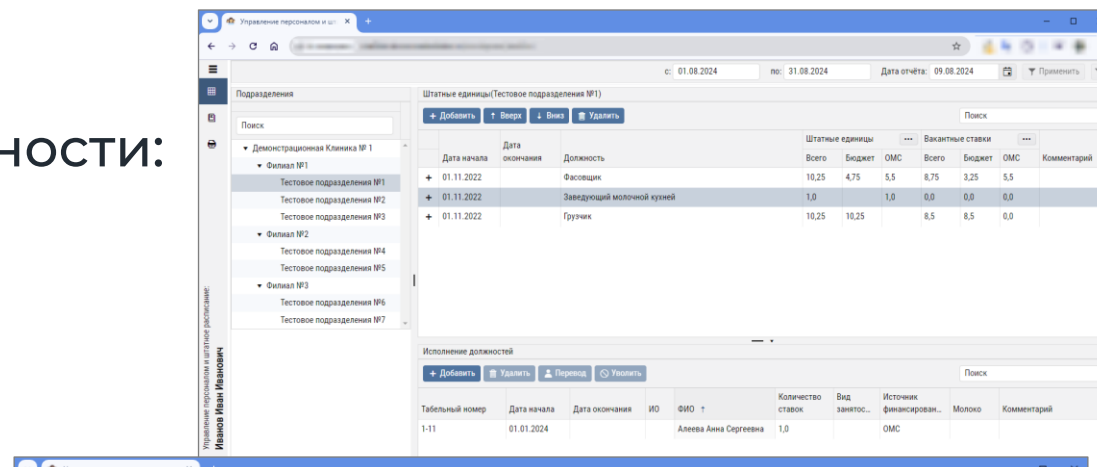 ности:
Управление персоналом и шт
с: 01.08.2024 по: 31.08.2024 Дата отчёта: 09.08.2024 Применить
Подразделения
Поиск
Демонстрационная Клиника № 1
Филиал №1
Тестовое подразделения №1
Тестовое подразделения №2
Тестовое подразделения №3
Филиал №2
Тестовое подразделения №4
Тестовое подразделения №5
Филиал №3
Тестовое подразделения №6
Тестовое подразделения №7
Управление персоналом и штатное расписание:
Иванов Иван Иванович
Штатные единицы(Тестовое подразделения №1)
+ Добавить ↑ Вверх ↓ Вниз Удалить Поиск
Штатные единицы ••• Вакантные ставки •••
Дата начала Дата окончания Должность Всего Бюджет ОМС Всего Бюджет ОМС Комментарий
+ 01.11.2022 Фасовщик 10,25 4,75 5,5 8,75 3,25 5,5
+ 01.11.2022 Заведующий молочной кухней 1,0 1,0 0,0 0,0 0,0
+ 01.11.2022 Грузчик 10,25 10,25 8,5 8,5 0,0
Исполнение должностей
+ Добавить Удалить Перевод Уволить Поиск
Табельный номер Дата начала Дата окончания ИО ФИО ↑ Количество ставок Вид занятос... Источник финансирован... Молоко Комментарий
1-11 01.01.2024 Алеева Анна Сергеевна 1,0 ОМС